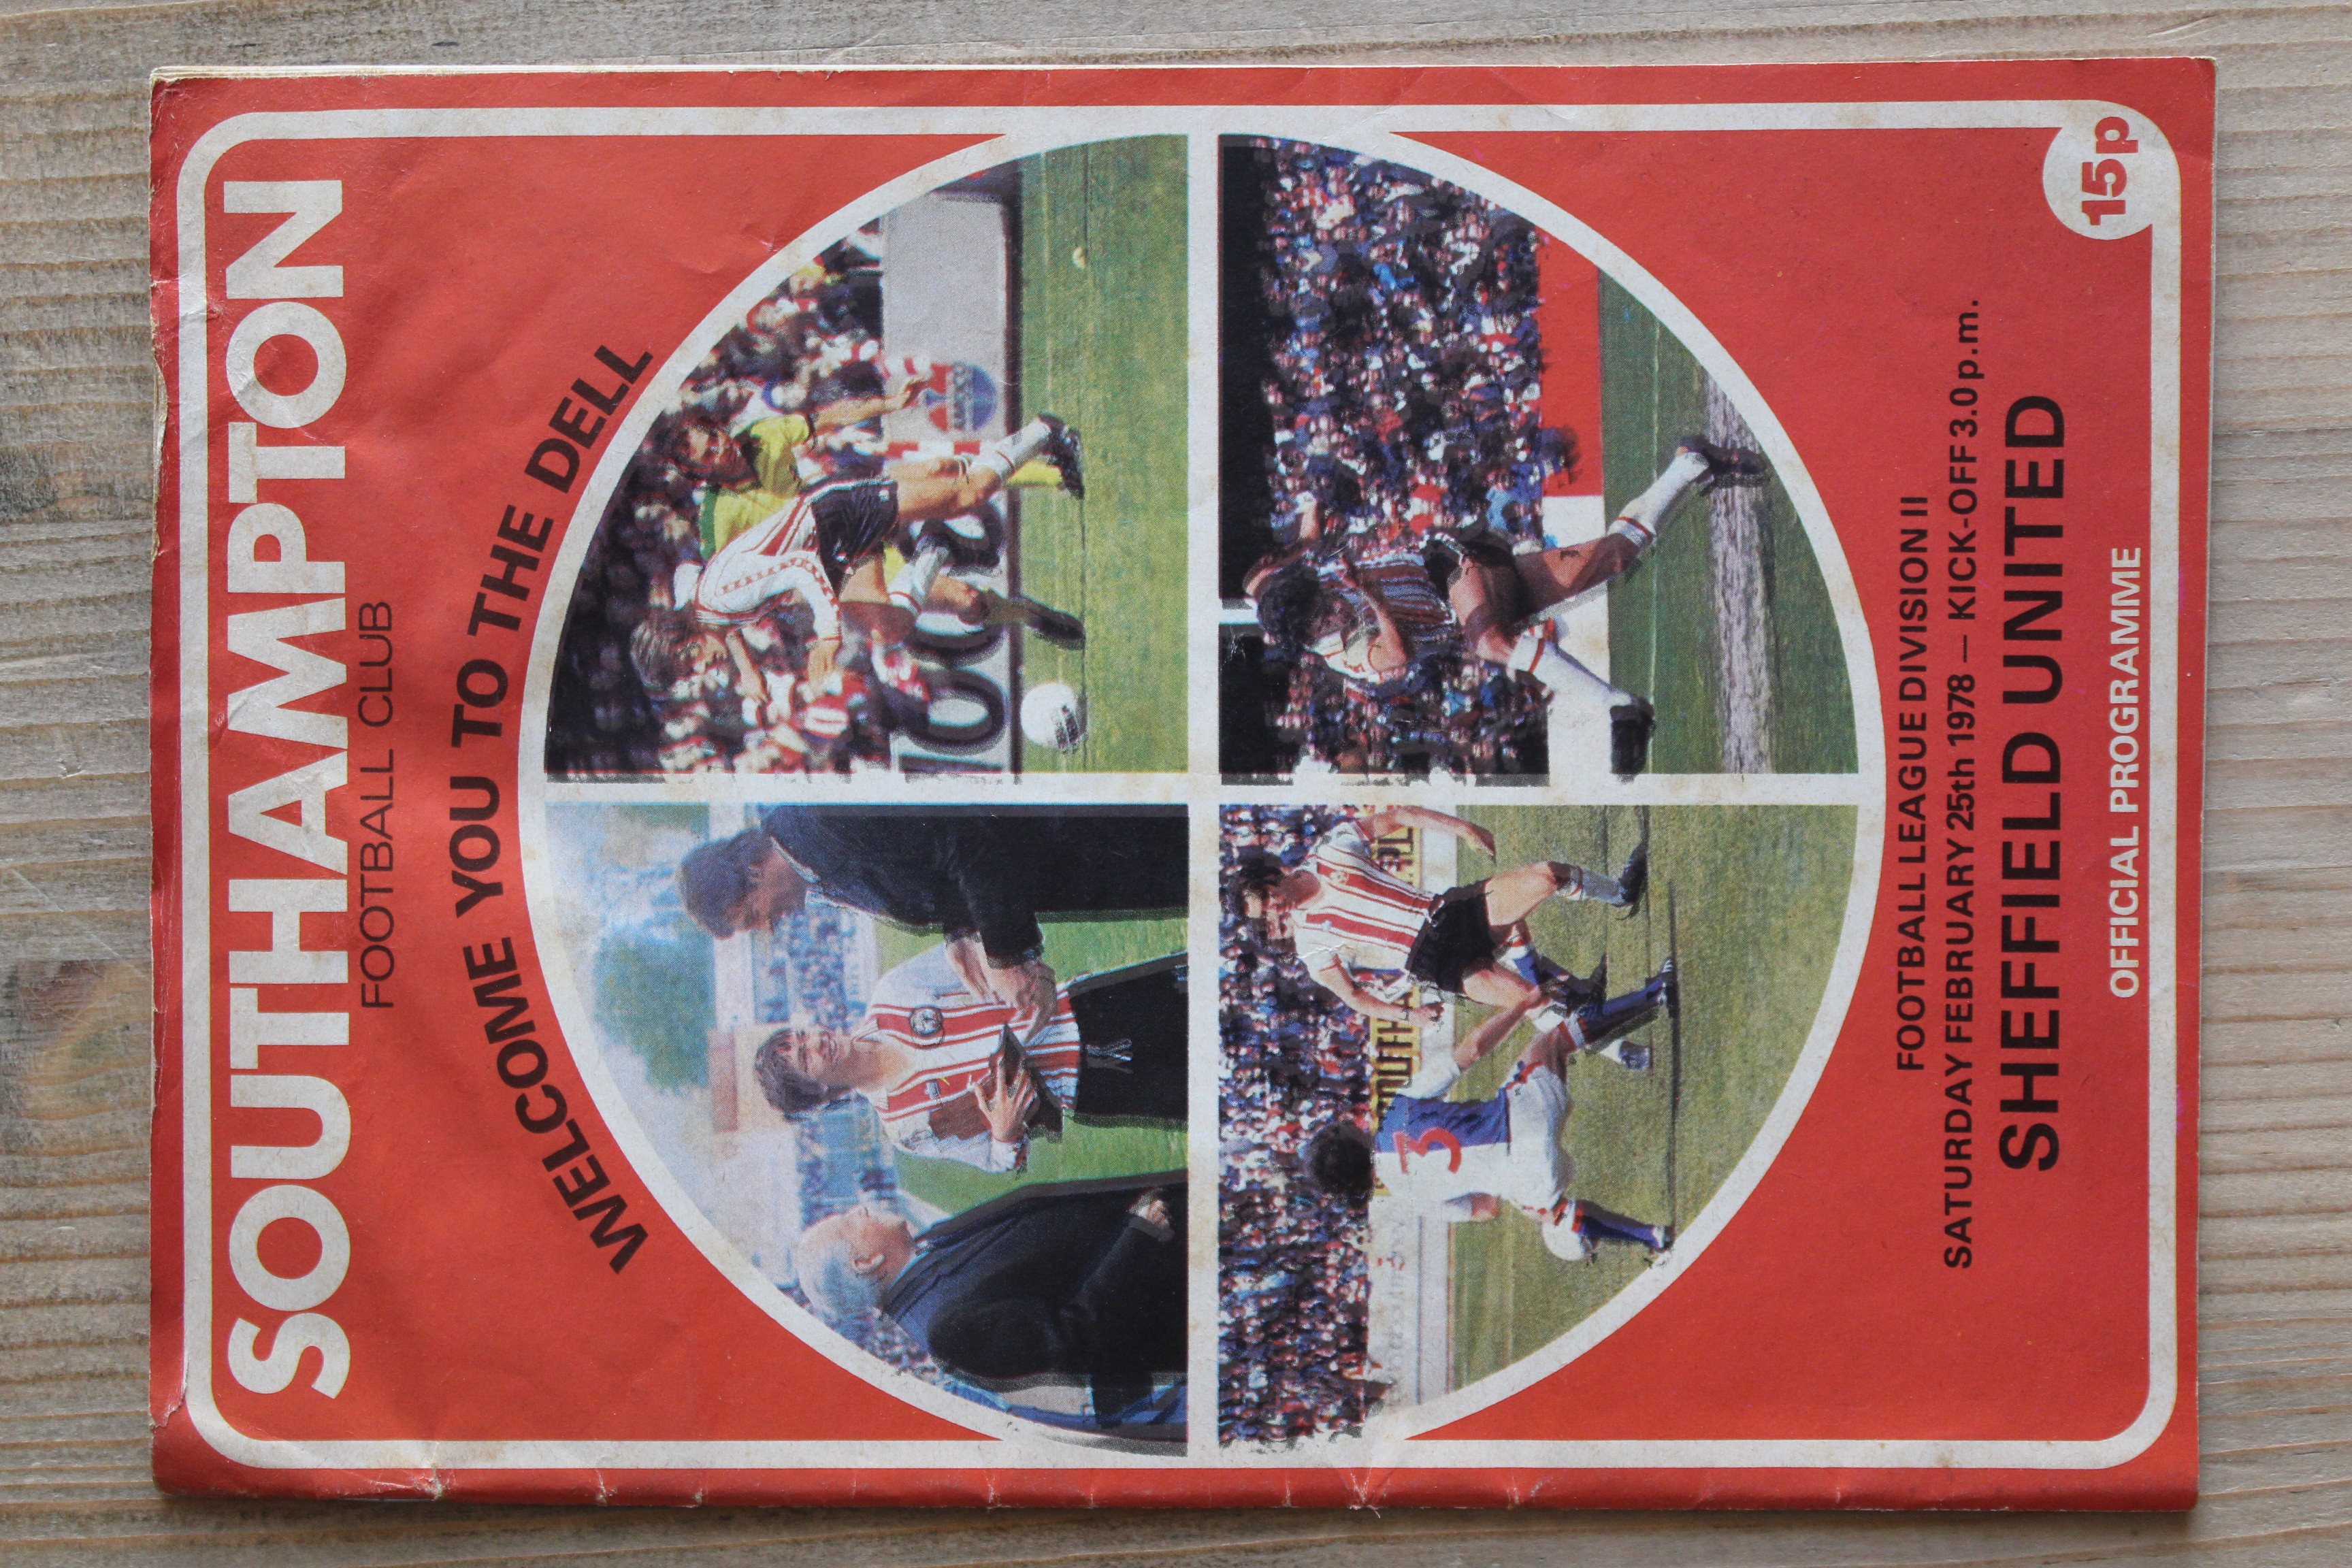 SOUTHAMPTON
FOOTBALL CLUB
WELCOME YOU TO THE DELL
3
FOOTBALL LEAGUE DIVISION II
SATURDAY FEBRUARY 25th 1978 – KICK-OFF 3.0 p.m.
SHEFFIELD UNITED
OFFICIAL PROGRAMME
15p